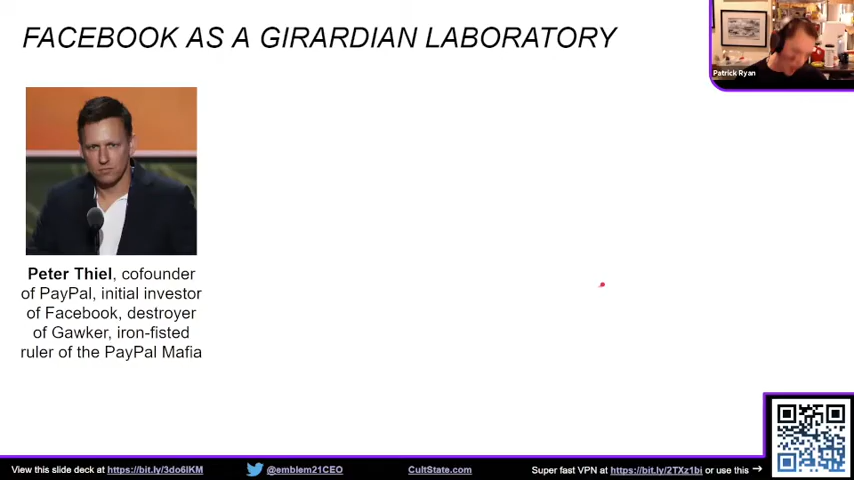 FACEBOOK AS A GIRARDIAN LABORATORY
Patrick Ryan
Peter Thiel, cofounder
of PayPal, initial investor
of Facebook, destroyer
of Gawker, iron-fisted
ruler of the PayPal Mafia
View this slide deck at https://bit.ly/3do6IKM
@emblem21CEO
CultState.com
Super fast VPN at https://bit.ly/2TXz1bi or use this →